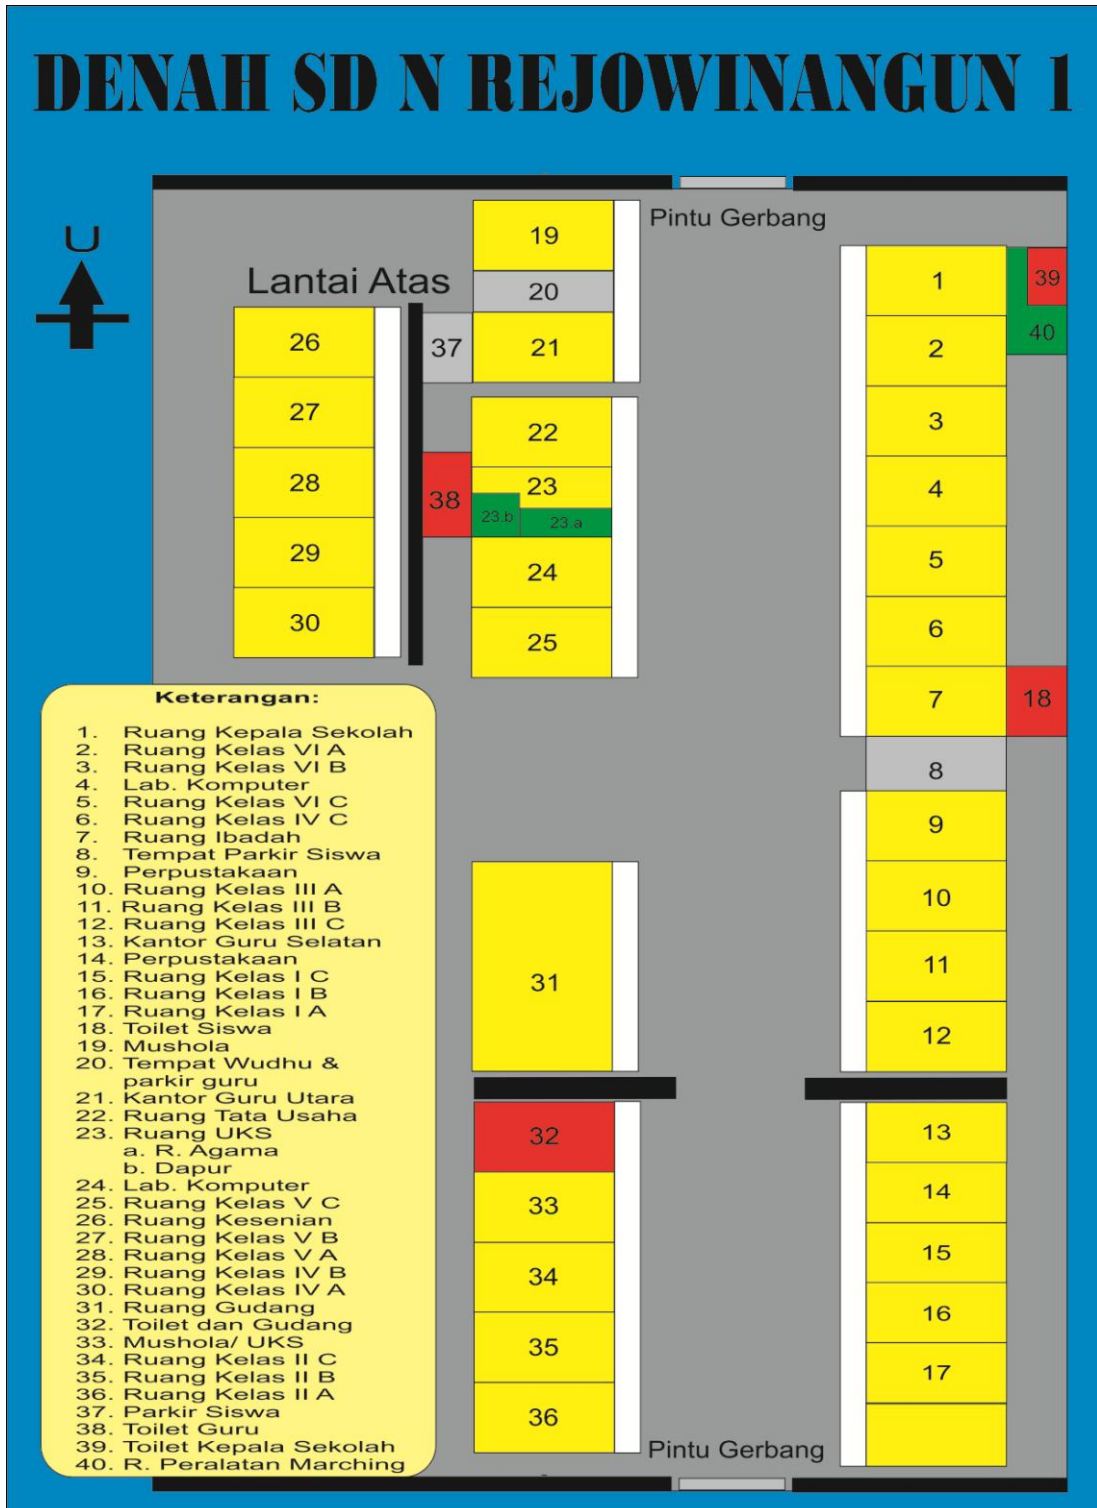 DENAH SD N REJOWINANGUN 1
U
Pintu Gerbang
Lantai Atas
19
20
21
37
22
23
23.b
23.a
38
24
25
26
27
28
29
30
1
2
3
4
5
6
7
8
9
10
11
12
39
40
18
31
32
33
34
35
36
13
14
15
16
17
Pintu Gerbang
Keterangan:
1. Ruang Kepala Sekolah
2. Ruang Kelas VI A
3. Ruang Kelas VI B
4. Lab. Komputer
5. Ruang Kelas VI C
6. Ruang Kelas IV C
7. Ruang Ibadah
8. Tempat Parkir Siswa
9. Perpustakaan
10. Ruang Kelas III A
11. Ruang Kelas III B
12. Ruang Kelas III C
13. Kantor Guru Selatan
14. Perpustakaan
15. Ruang Kelas I C
16. Ruang Kelas I B
17. Ruang Kelas I A
18. Toilet Siswa
19. Mushola
20. Tempat Wudhu &
parkir guru
21. Kantor Guru Utara
22. Ruang Tata Usaha
23. Ruang UKS
a. R. Agama
b. Dapur
24. Lab. Komputer
25. Ruang Kelas V C
26. Ruang Kesenian
27. Ruang Kelas V B
28. Ruang Kelas V A
29. Ruang Kelas IV B
30. Ruang Kelas IV A
31. Ruang Gudang
32. Toilet dan Gudang
33. Mushola/ UKS
34. Ruang Kelas II C
35. Ruang Kelas II B
36. Ruang Kelas II A
37. Parkir Siswa
38. Toilet Guru
39. Toilet Kepala Sekolah
40. R. Peralatan Marching